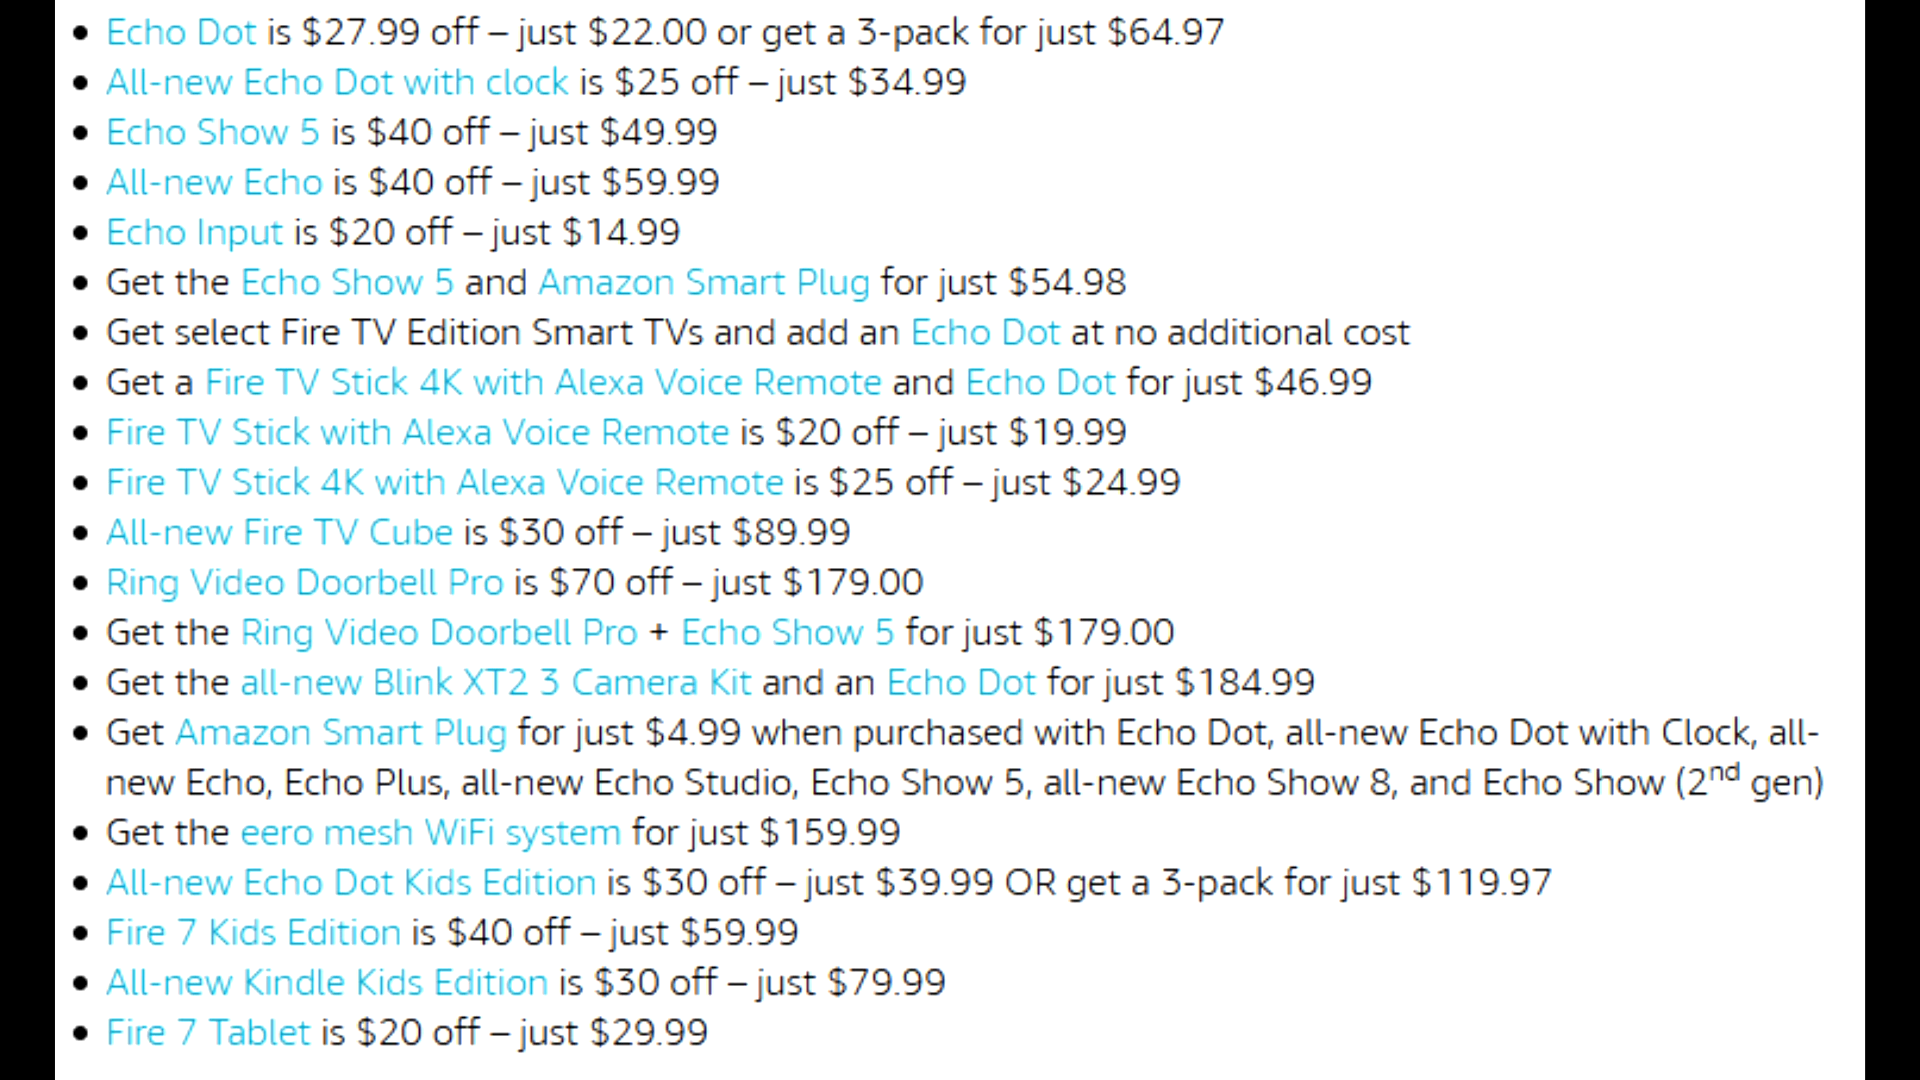 Echo Dot is $27.99 off – just $22.00 or get a 3-pack for just $64.97
All-new Echo Dot with clock is $25 off – just $34.99
Echo Show 5 is $40 off – just $49.99
All-new Echo is $40 off – just $59.99
Echo Input is $20 off – just $14.99
Get the Echo Show 5 and Amazon Smart Plug for just $54.98
Get select Fire TV Edition Smart TVs and add an Echo Dot at no additional cost
Get a Fire TV Stick 4K with Alexa Voice Remote and Echo Dot for just $46.99
Fire TV Stick with Alexa Voice Remote is $20 off – just $19.99
Fire TV Stick 4K with Alexa Voice Remote is $25 off – just $24.99
All-new Fire TV Cube is $30 off – just $89.99
Ring Video Doorbell Pro is $70 off – just $179.00
Get the Ring Video Doorbell Pro + Echo Show 5 for just $179.00
Get the all-new Blink XT2 3 Camera Kit and an Echo Dot for just $184.99
Get Amazon Smart Plug for just $4.99 when purchased with Echo Dot, all-new Echo Dot with Clock, all-
new Echo, Echo Plus, all-new Echo Studio, Echo Show 5, all-new Echo Show 8, and Echo Show (2nd gen)
Get the eero mesh WiFi system for just $159.99
All-new Echo Dot Kids Edition is $30 off – just $39.99 OR get a 3-pack for just $119.97
Fire 7 Kids Edition is $40 off – just $59.99
All-new Kindle Kids Edition is $30 off – just $79.99
Fire 7 Tablet is $20 off – just $29.99